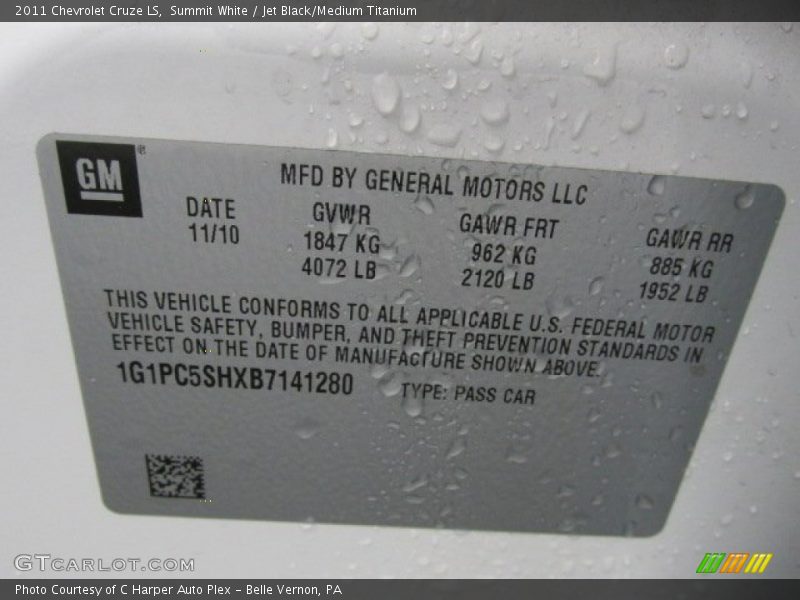 2011 Chevrolet Cruze LS,  Summit White / Jet Black/Medium Titanium
GM®
MFD BY GENERAL MOTORS LLC
DATE GVWR GAWR FRT GAWR RR
11/10 1847 KG 962 KG 885 KG
4072 LB 2120 LB 1952 LB
THIS VEHICLE CONFORMS TO ALL APPLICABLE U.S. FEDERAL MOTOR
VEHICLE SAFETY, BUMPER, AND THEFT PREVENTION STANDARDS IN
EFFECT ON THE DATE OF MANUFACTURE SHOWN ABOVE.
1G1PC5SHXB7141280 TYPE: PASS CAR
GTcarlot.com
Photo Courtesy of C Harper Auto Plex – Belle Vernon, PA